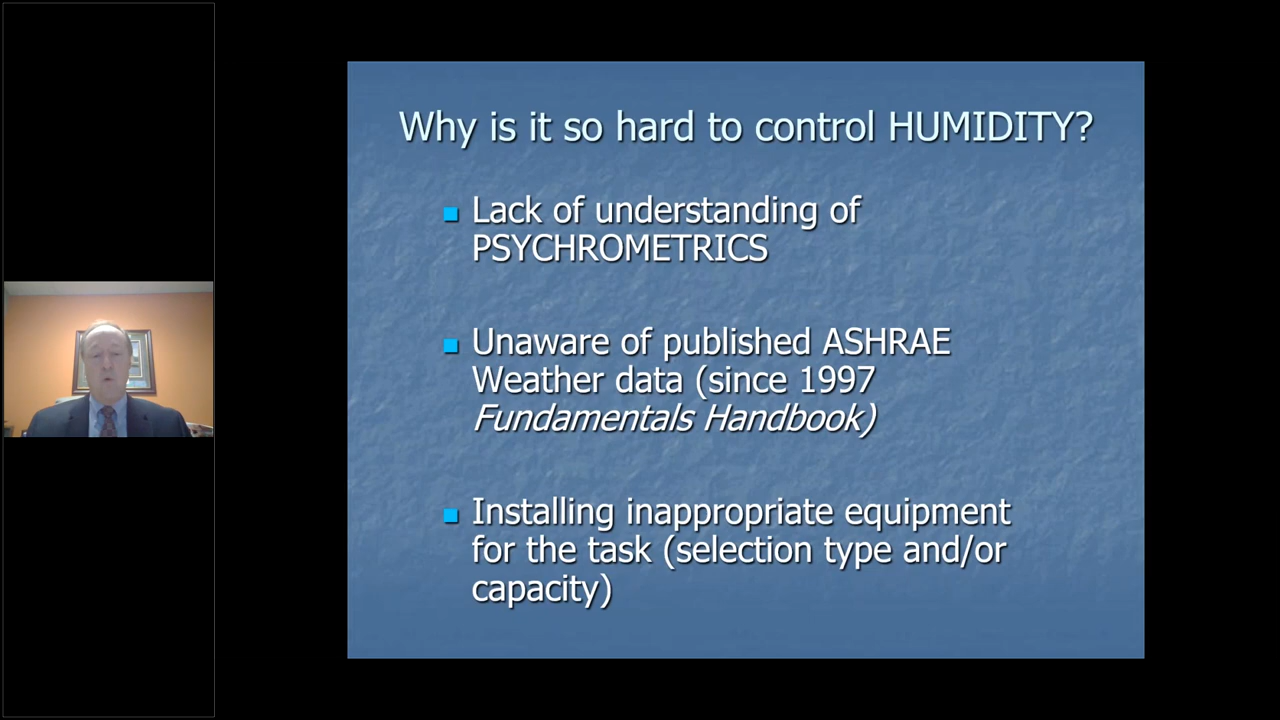 Why is it so hard to control HUMIDITY?
Lack of understanding of
PSYCHROMETRICS
Unaware of published ASHRAE
Weather data (since 1997
Fundamentals Handbook)
Installing inappropriate equipment
for the task (selection type and/or
capacity)